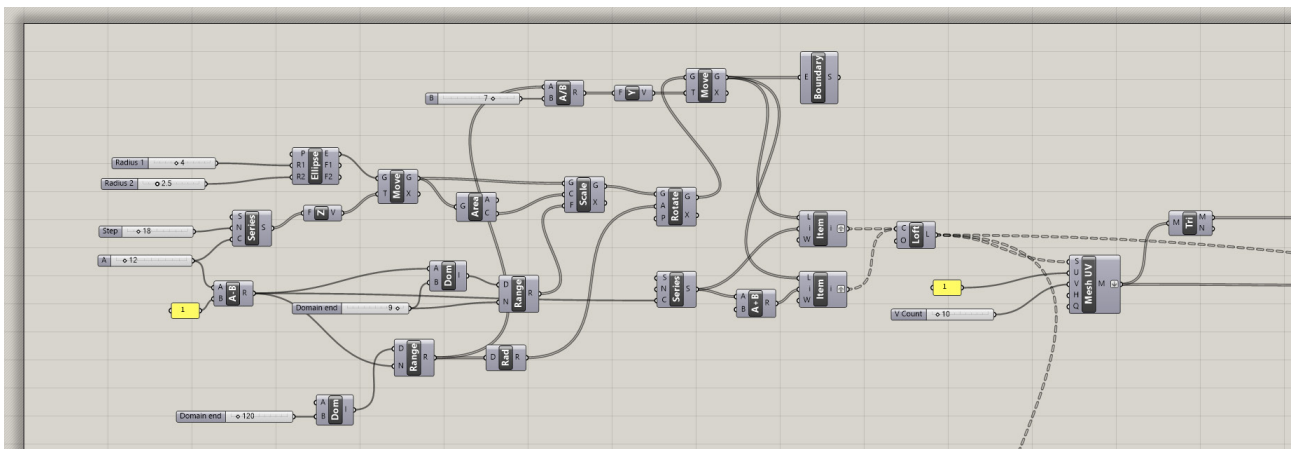 B 7
A B A/B R
F Y V
G T Move G X
E Boundary S
Radius 1 4
Radius 2 2.5
P R1 R2 Ellipse E F1 F2
G T Move G X
G Area A C
G C F Scale G X
G A P Rotate G X
Step 18
A 12
S N C Series S
F Z V
1
A B A-B R
A B Dom I
Domain end 9
D N Range R
S N C Series S
A B A+B R
L i W Item i
L i W Item i
C O Loft L
1
V Count 10
S U V H Q Mesh UV M
M Tri M N
D N Range R
D Rad R
Domain end 120
A B Dom I